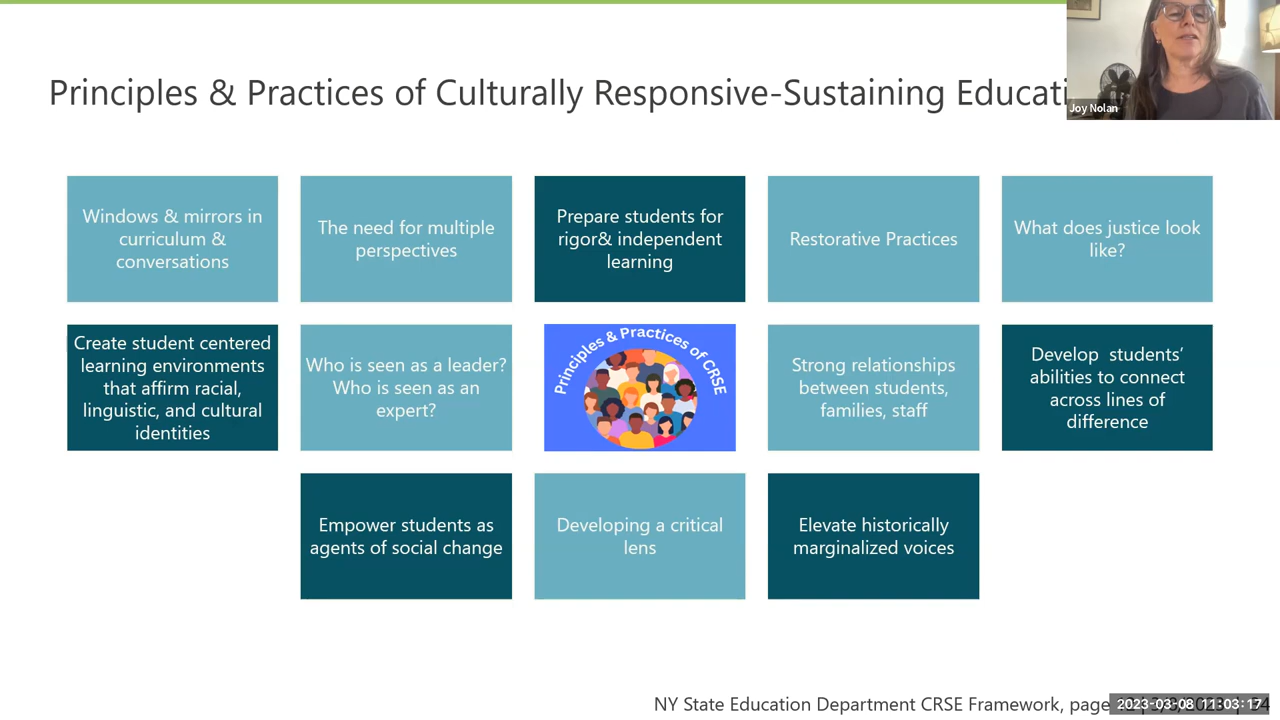 Principles & Practices of Culturally Responsive-Sustaining Educati
Joy Nolan
Windows & mirrors in
curriculum &
conversations
The need for multiple
perspectives
Prepare students for
rigor& independent
learning
Restorative Practices
What does justice look
like?
Create student centered
learning environments
that affirm racial,
linguistic, and cultural
identities
Who is seen as a leader?
Who is seen as an
expert?
Principles & Practices of CRSE
Strong relationships
between students,
families, staff
Develop students’
abilities to connect
across lines of
difference
Empower students as
agents of social change
Developing a critical
lens
Elevate historically
marginalized voices
NY State Education Department CRSE Framework, page
2023-03-08 11:03:17